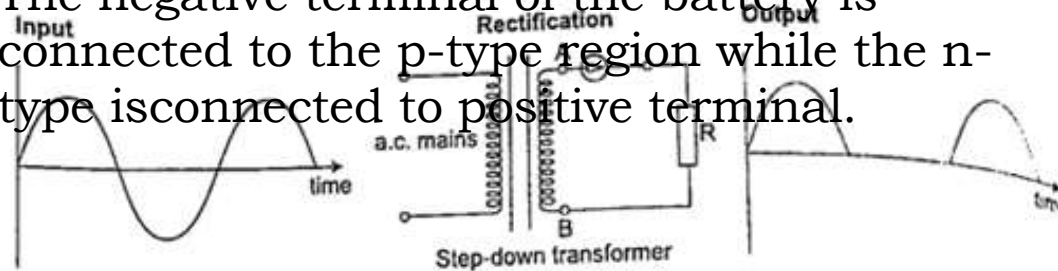 The negative terminal of the battery is
connected to the p-type region while the n-
type isconnected to positive terminal.
Input
time
Rectification
A
a.c. mains
R
B
Step-down transformer
Output
time